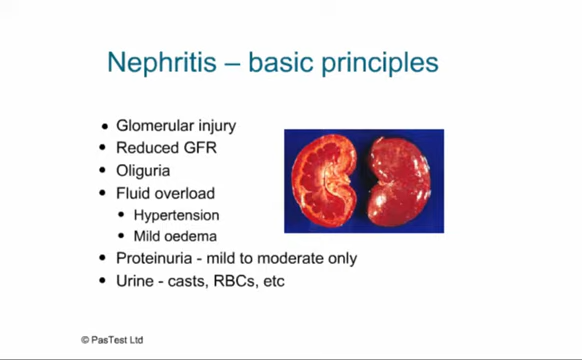 Nephritis – basic principles
• Glomerular injury
• Reduced GFR
• Oliguria
• Fluid overload
• Hypertension
• Mild oedema
• Proteinuria - mild to moderate only
• Urine - casts, RBCs, etc
© PasTest Ltd